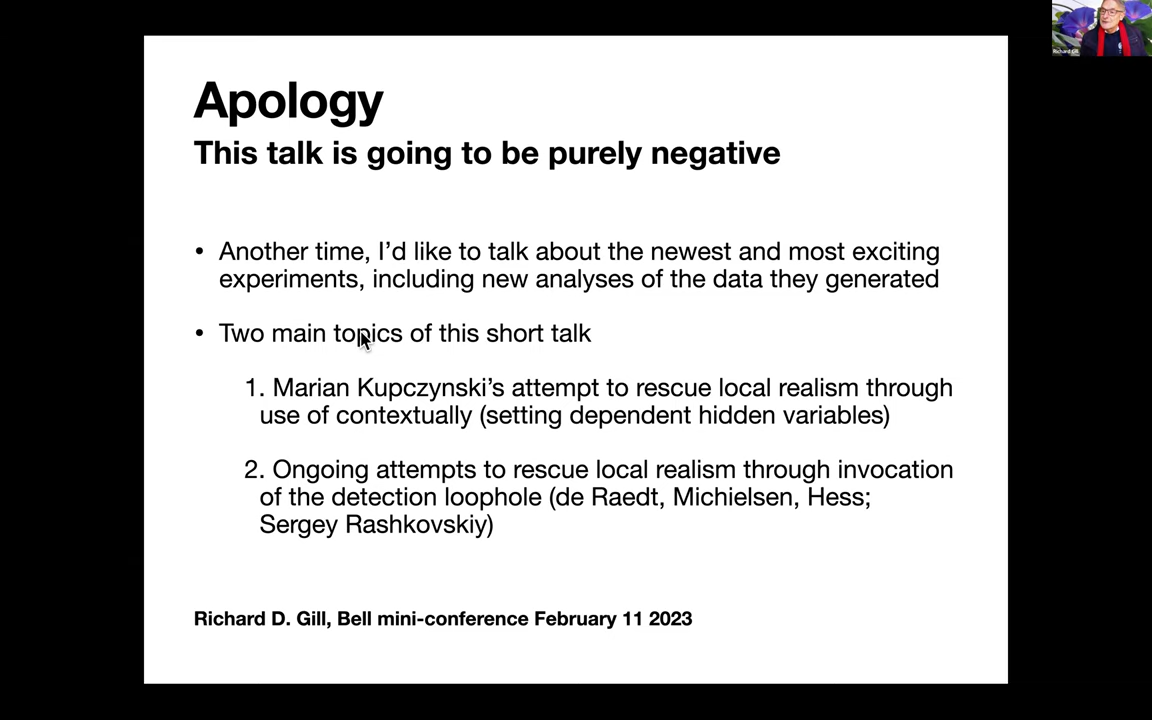 Apology
This talk is going to be purely negative
• Another time, I'd like to talk about the newest and most exciting
experiments, including new analyses of the data they generated
• Two main topics of this short talk
1. Marian Kupczynski's attempt to rescue local realism through
use of contextually (setting dependent hidden variables)
2. Ongoing attempts to rescue local realism through invocation
of the detection loophole (de Raedt, Michielsen, Hess;
Sergey Rashkovskiy)
Richard D. Gill, Bell mini-conference February 11 2023
Richard Gill